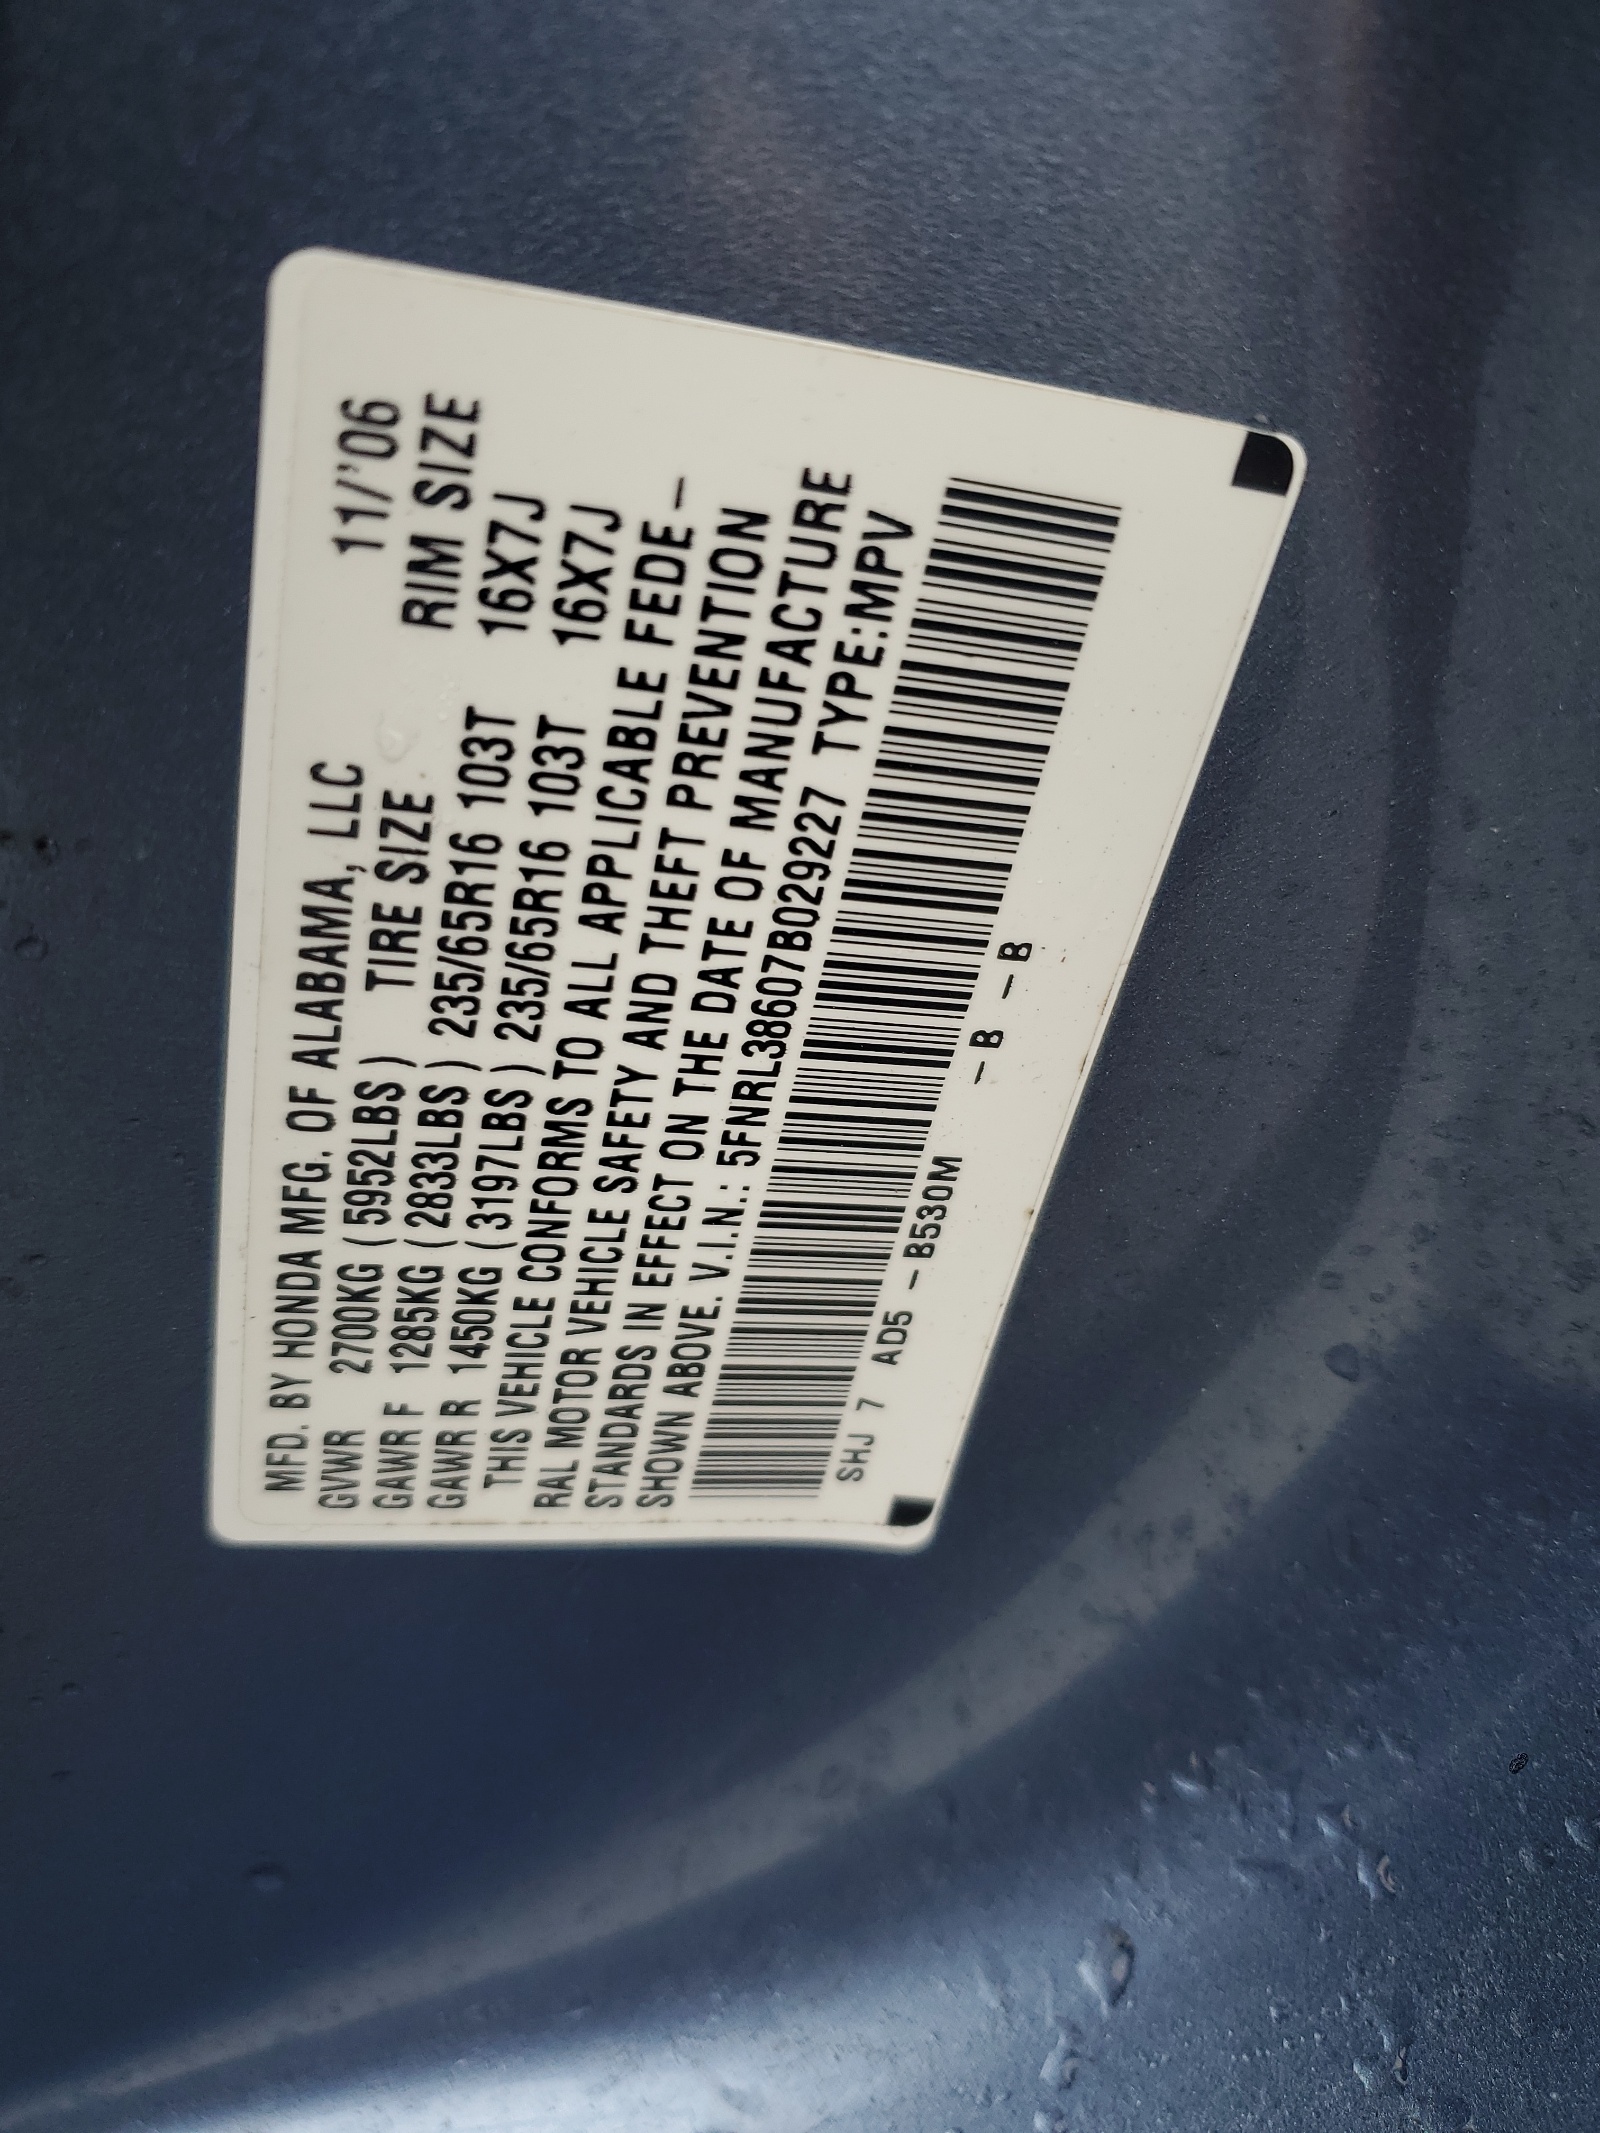 MFD. BY HONDA MFG. OF ALABAMA, LLC 11/'06
GVWR 2700KG ( 5952LBS ) TIRE SIZE RIM SIZE
GAWR F 1285KG ( 2833LBS ) 235/65R16 103T 16X7J
GAWR R 1450KG ( 3197LBS ) 235/65R16 103T 16X7J
THIS VEHICLE CONFORMS TO ALL APPLICABLE FEDE-
RAL MOTOR VEHICLE SAFETY AND THEFT PREVENTION
STANDARDS IN EFFECT ON THE DATE OF MANUFACTURE
SHOWN ABOVE. V.I.N.: 5FNRL38607B029227 TYPE:MPV
SHJ 7 AD5 - B530M - B - B